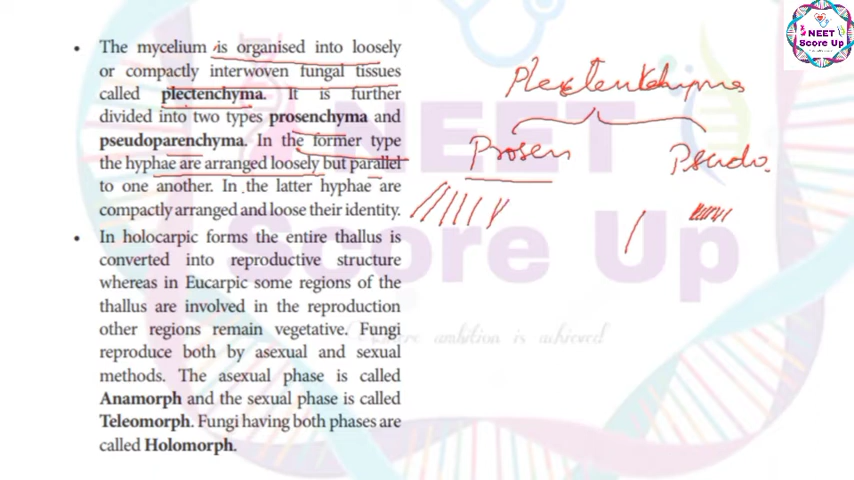 • The mycelium is organised into loosely
or compactly interwoven fungal tissues
called plectenchyma. It is further
divided into two types prosenchyma and
pseudoparenchyma. In the former type
the hyphae are arranged loosely but parallel
to one another. In the latter hyphae are
compactly arranged and loose their identity.
• In holocarpic forms the entire thallus is
converted into reproductive structure
whereas in Eucarpic some regions of the
thallus are involved in the reproduction
other regions remain vegetative. Fungi
reproduce both by asexual and sexual
methods. The asexual phase is called
Anamorph and the sexual phase is called
Teleomorph. Fungi having both phases are
called Holomorph.
Prosen
Pseudo.
NEET
Score Up
where ambition is achieved
NEET
Score Up